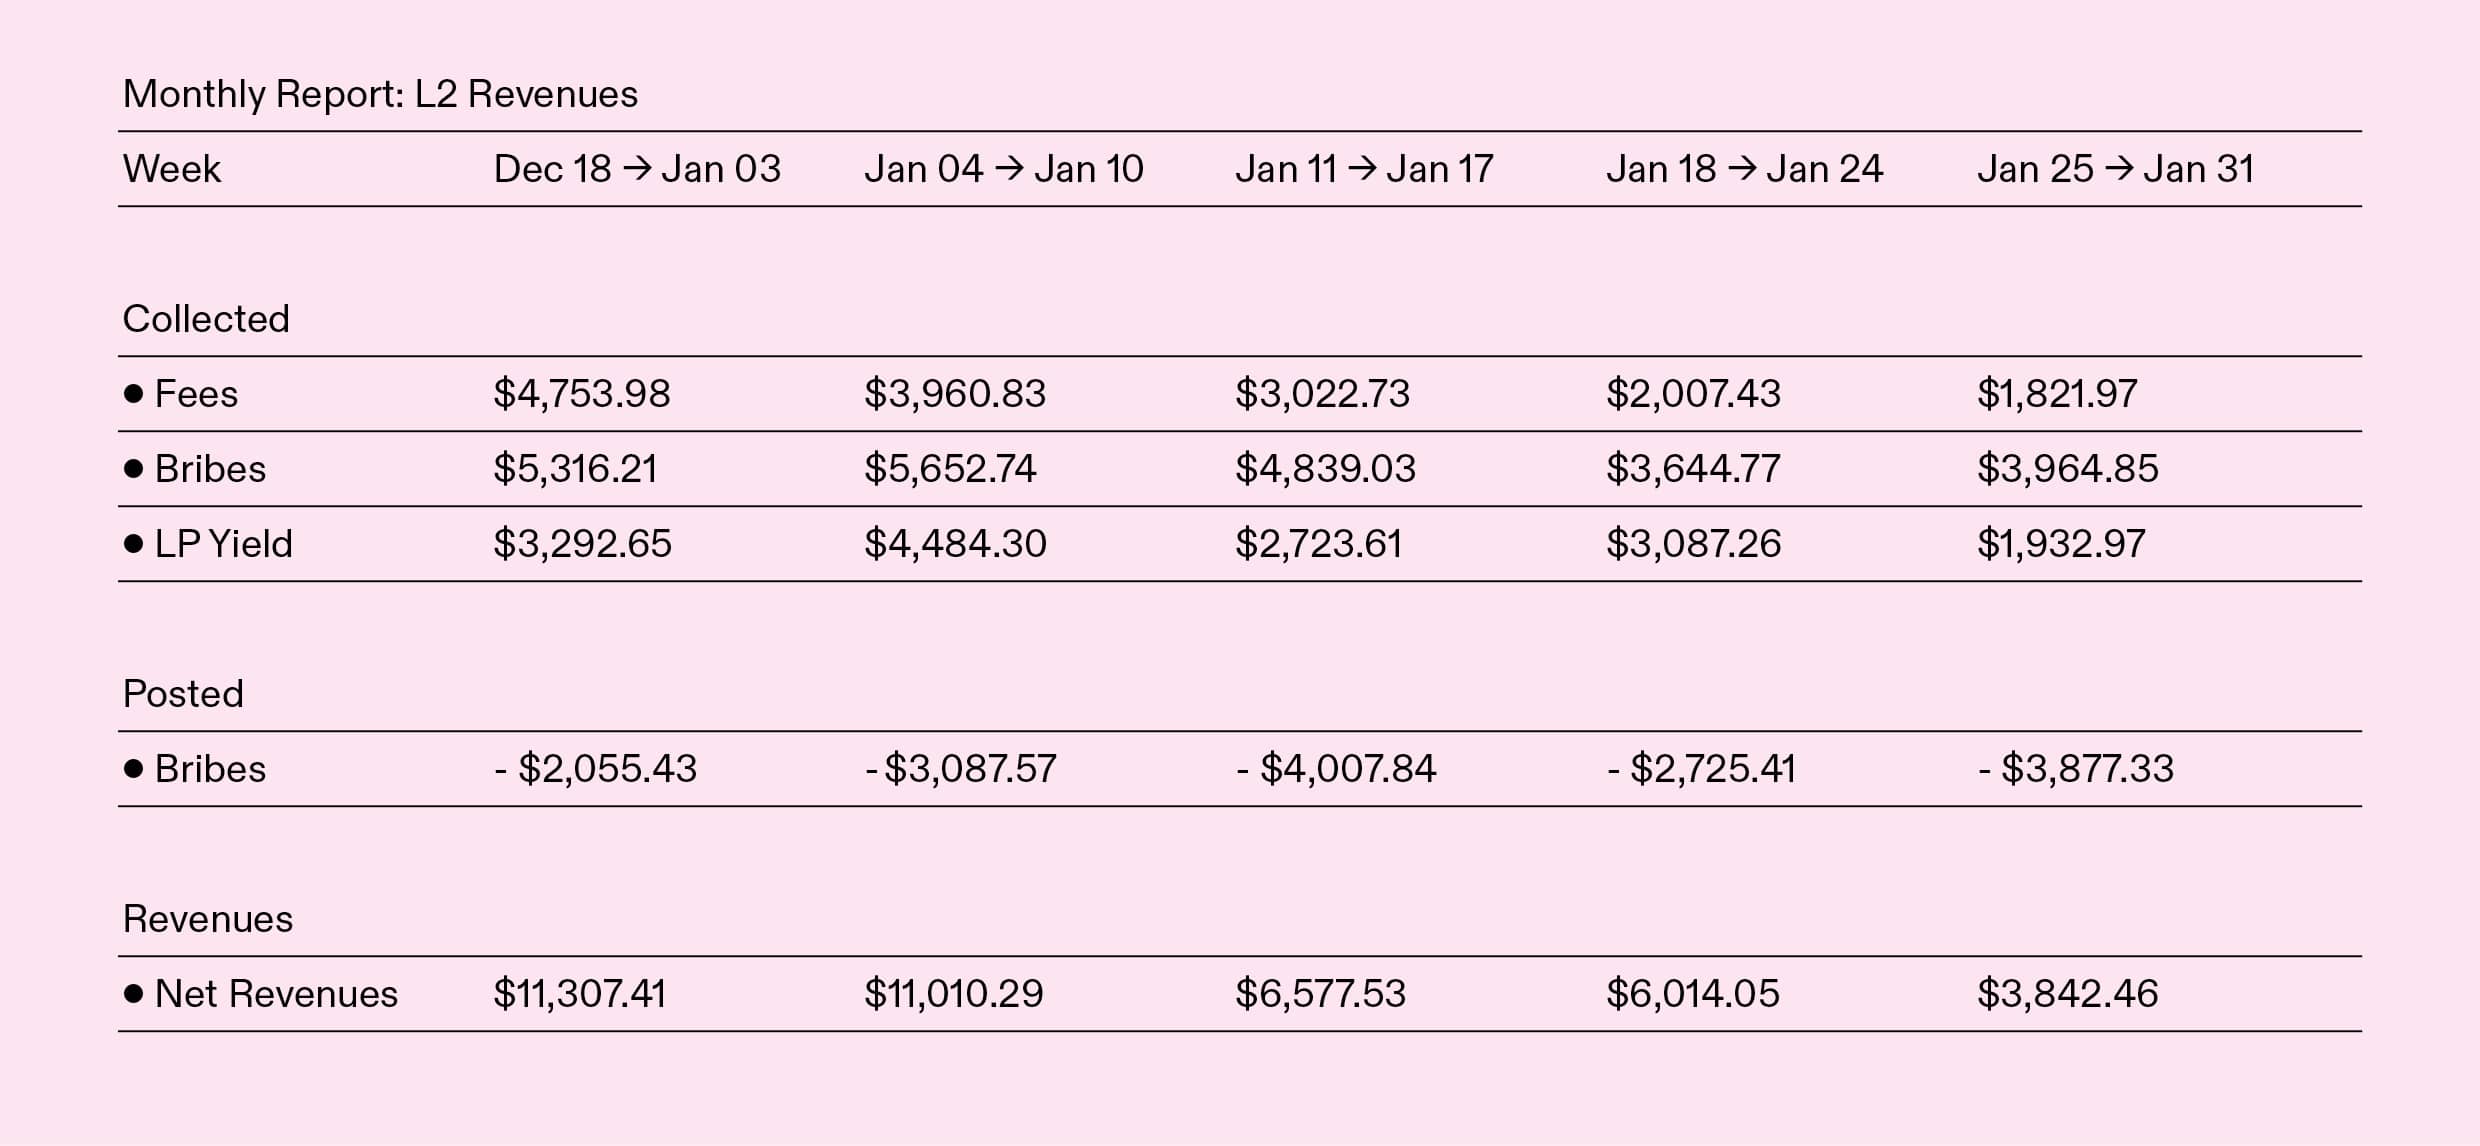 Monthly Report: L2 Revenues
Week Dec 18 → Jan 03 Jan 04 → Jan 10 Jan 11 → Jan 17 Jan 18 → Jan 24 Jan 25 → Jan 31
Collected
● Fees $4,753.98 $3,960.83 $3,022.73 $2,007.43 $1,821.97
● Bribes $5,316.21 $5,652.74 $4,839.03 $3,644.77 $3,964.85
● LP Yield $3,292.65 $4,484.30 $2,723.61 $3,087.26 $1,932.97
Posted
● Bribes - $2,055.43 - $3,087.57 - $4,007.84 - $2,725.41 - $3,877.33
Revenues
● Net Revenues $11,307.41 $11,010.29 $6,577.53 $6,014.05 $3,842.46